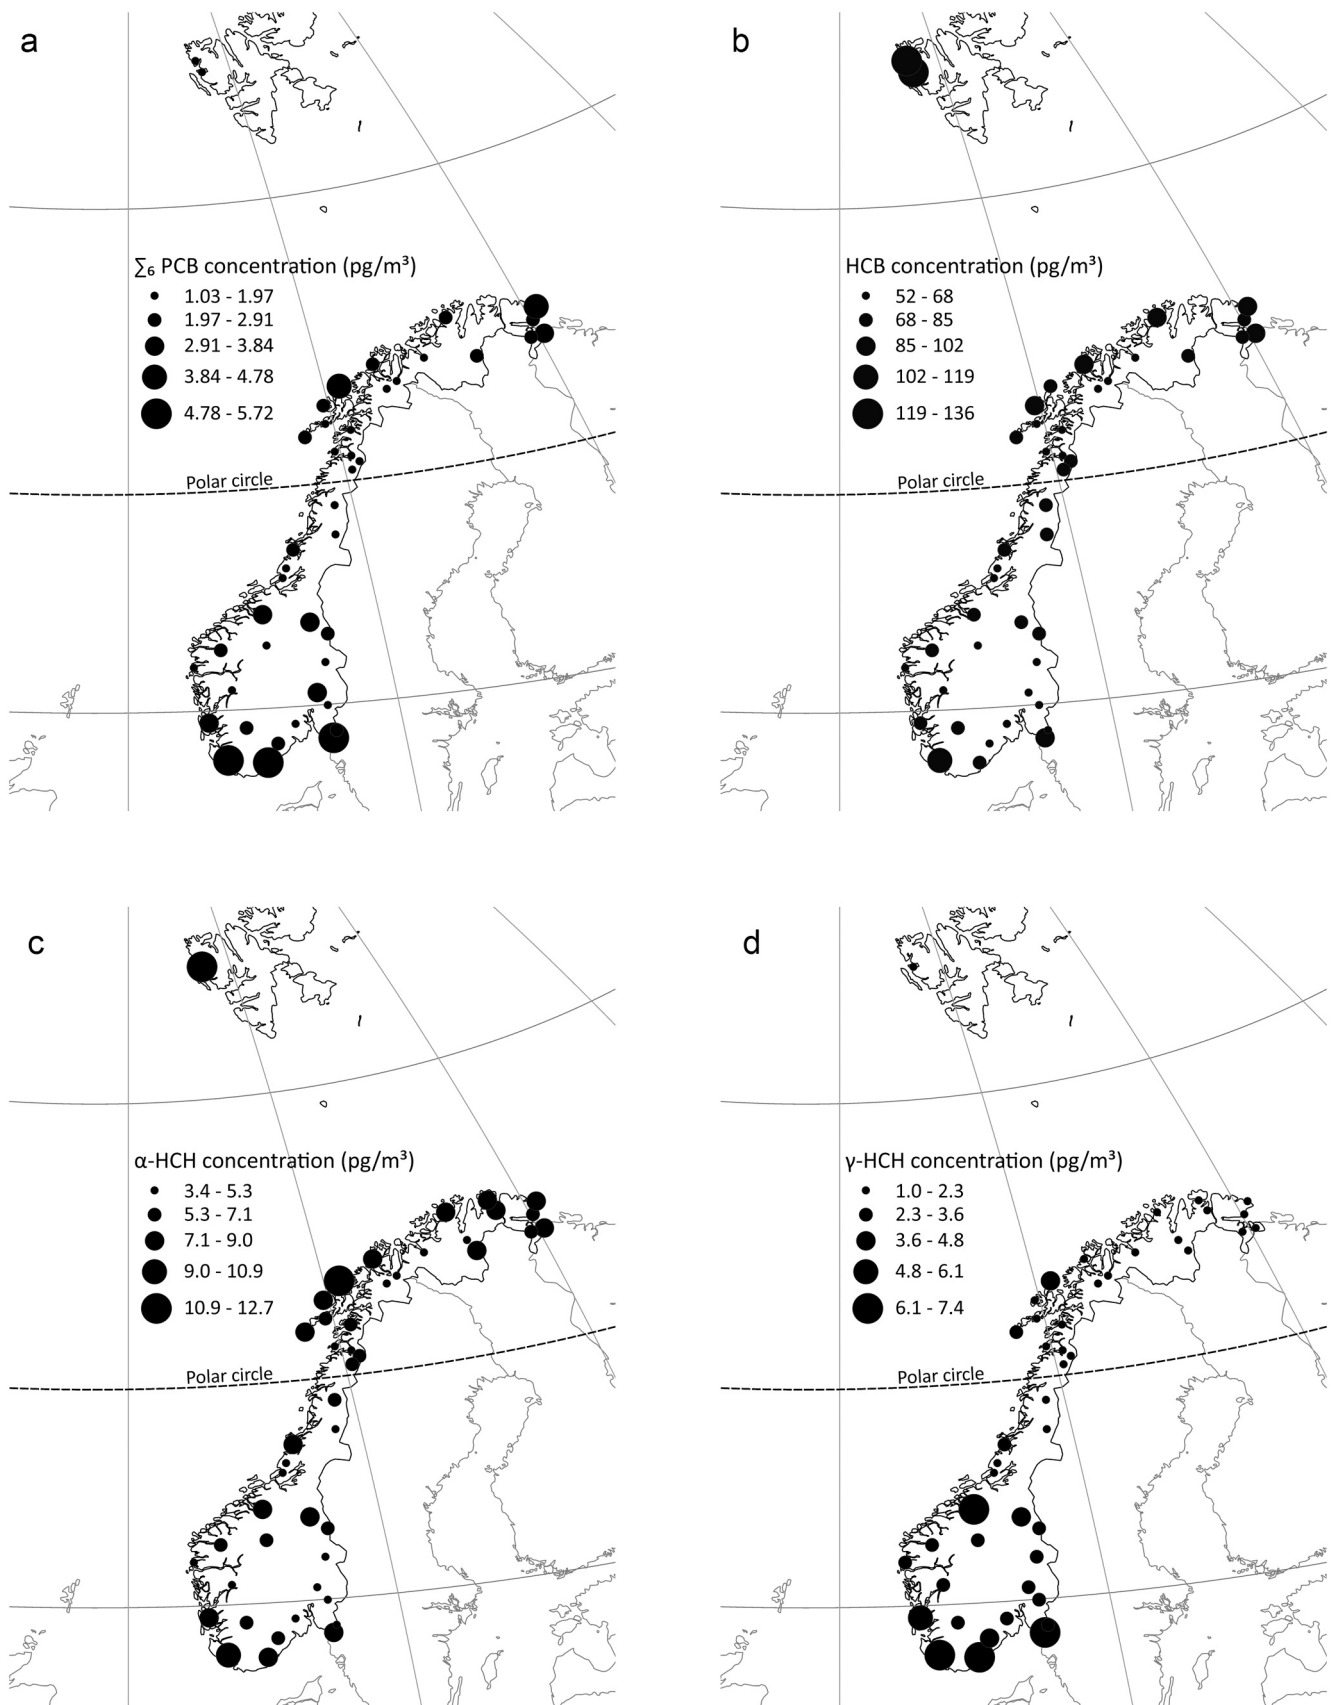 a
∑₆ PCB concentration (pg/m³)
1.03 - 1.97
1.97 - 2.91
2.91 - 3.84
3.84 - 4.78
4.78 - 5.72
Polar circle
b
HCB concentration (pg/m³)
52 - 68
68 - 85
85 - 102
102 - 119
119 - 136
Polar circle
c
α-HCH concentration (pg/m³)
3.4 - 5.3
5.3 - 7.1
7.1 - 9.0
9.0 - 10.9
10.9 - 12.7
Polar circle
d
γ-HCH concentration (pg/m³)
1.0 - 2.3
2.3 - 3.6
3.6 - 4.8
4.8 - 6.1
6.1 - 7.4
Polar circle